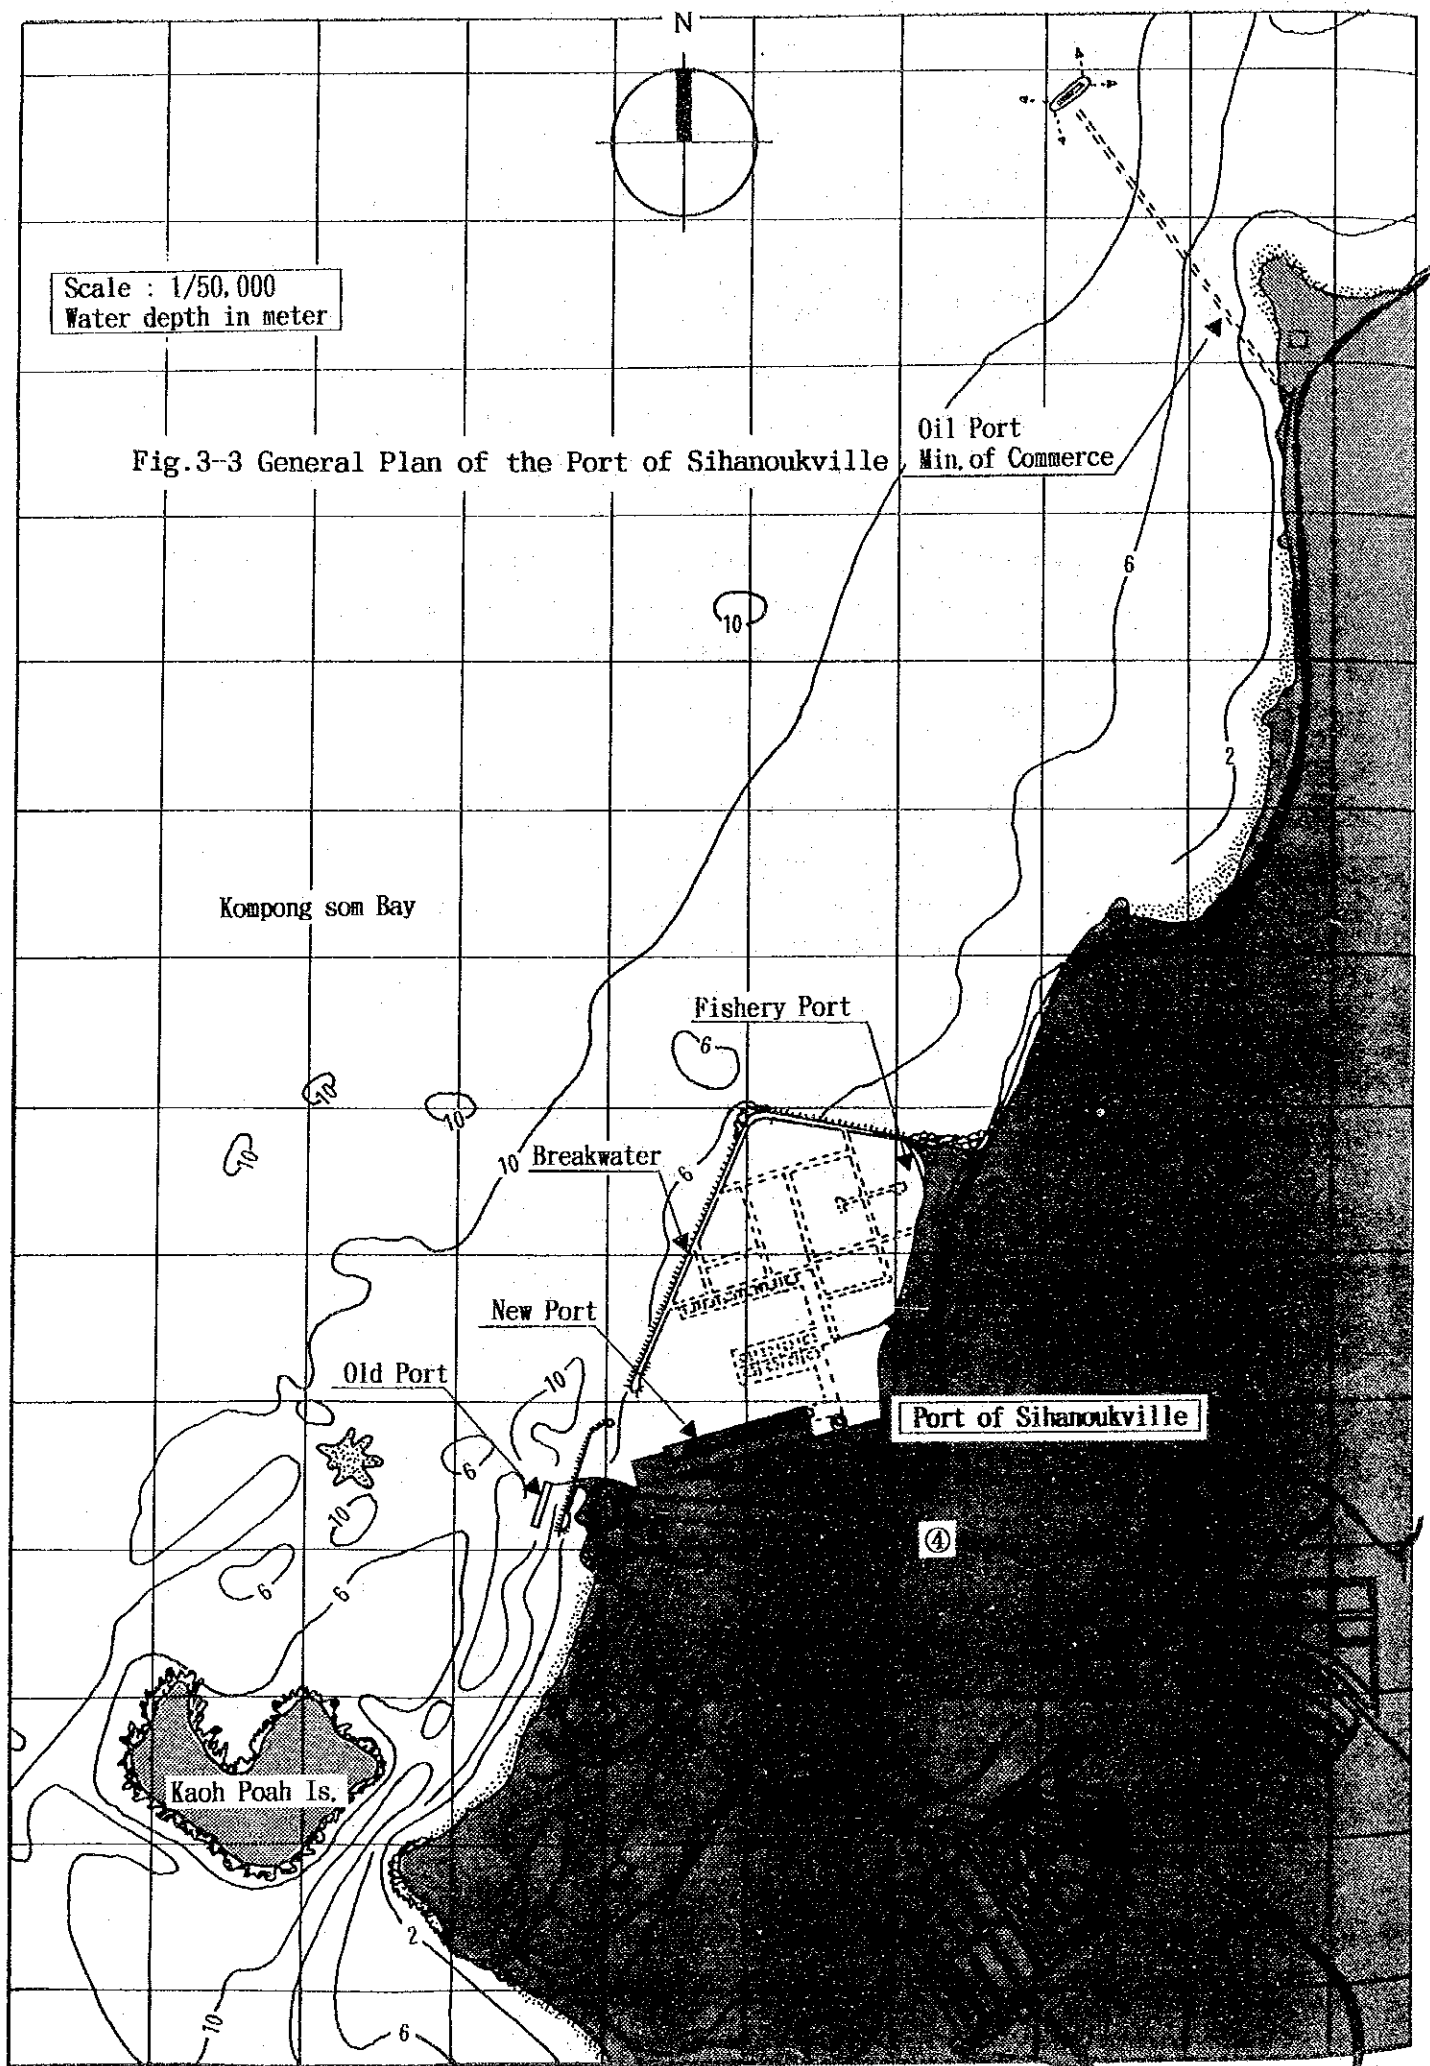 N
Scale : 1/50,000
Water depth in meter
Oil Port
Min. of Commerce
Fig.3-3 General Plan of the Port of Sihanoukville
6
10
2
Kompong som Bay
Fishery Port
6
10
10
10
10
Breakwater
6
New Port
Old Port
10
Port of Sihanoukville
6
10
④
6
6
Kaoh Poah Is.
2
10
6